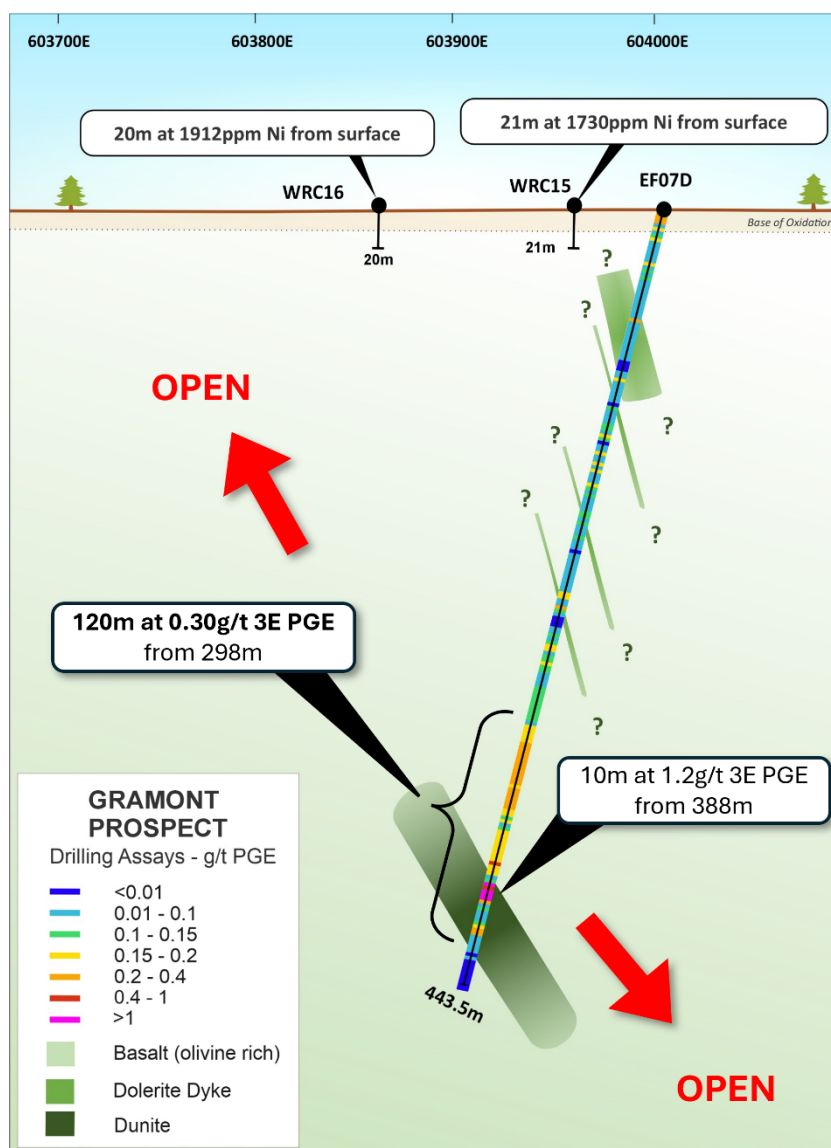 603700E
603800E
603900E
604000E
20m at 1912ppm Ni from surface
21m at 1730ppm Ni from surface
WRC16
WRC15
EF07D
Base of Oxidation
20m
21m
?
?
?
?
?
?
?
?
OPEN
120m at 0.30g/t 3E PGE
from 298m
10m at 1.2g/t 3E PGE
from 388m
443.5m
OPEN
GRAMONT
PROSPECT
Drilling Assays - g/t PGE
<0.01
0.01 - 0.1
0.1 - 0.15
0.15 - 0.2
0.2 - 0.4
0.4 - 1
>1
Basalt (olivine rich)
Dolerite Dyke
Dunite